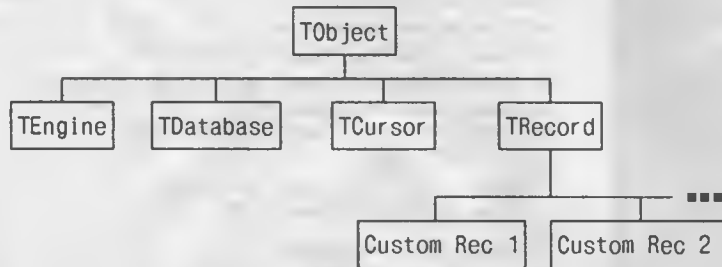 TObject
TEngine TDatabase TCursor TRecord
Custom Rec 1 Custom Rec 2